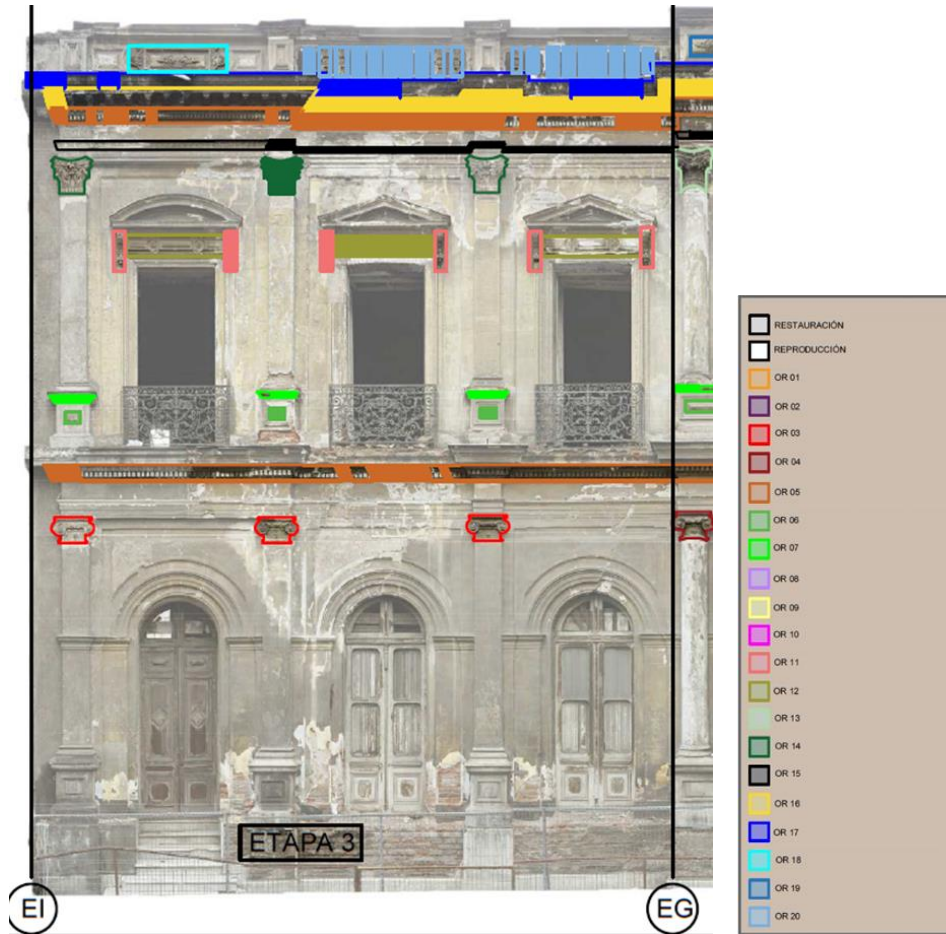 ETAPA 3
EI
EG
RESTAURACIÓN
REPRODUCCIÓN
OR 01
OR 02
OR 03
OR 04
OR 05
OR 06
OR 07
OR 08
OR 09
OR 10
OR 11
OR 12
OR 13
OR 14
OR 15
OR 16
OR 17
OR 18
OR 19
OR 20